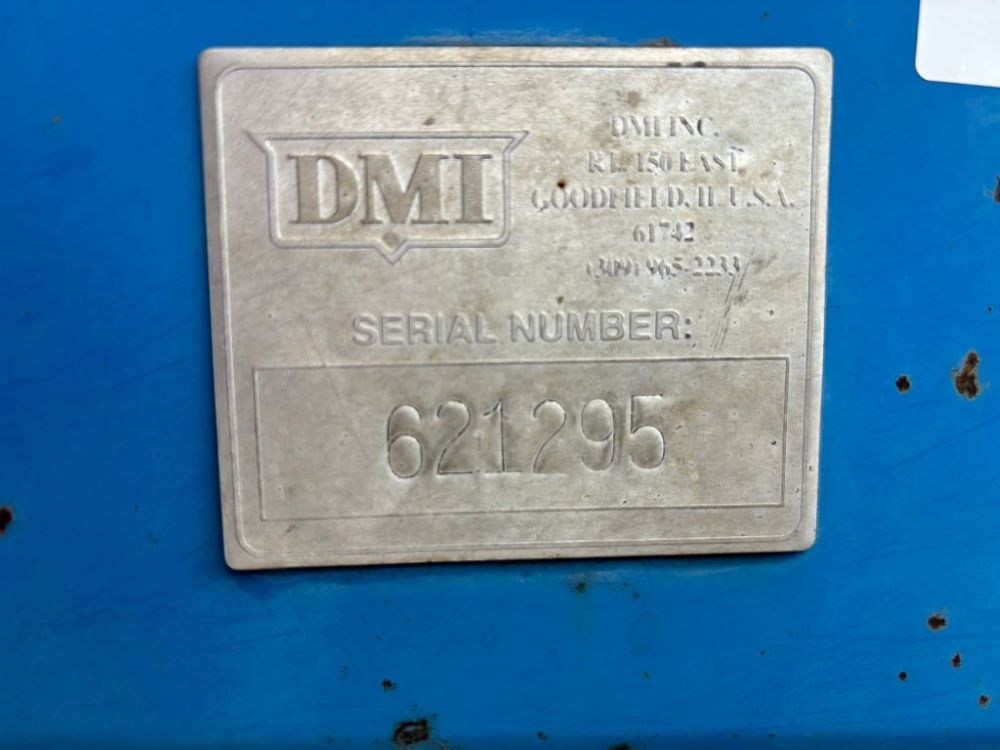 DMI
DMI INC.
RT. 150 EAST
GOODFIELD, IL U.S.A.
61742
(309) 965-2233
SERIAL NUMBER:
621295